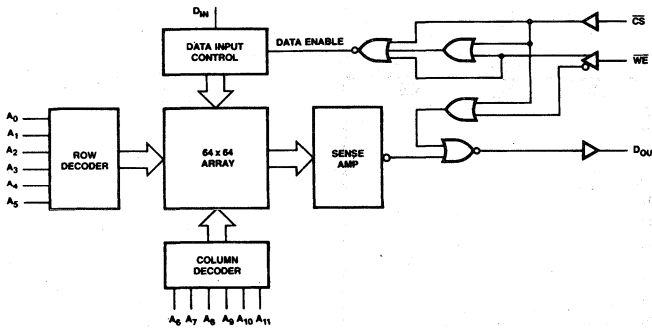 DIN
DATA INPUT
CONTROL
DATA ENABLE
CS
WE
A0
A1
A2
A3
A4
A5
ROW
DECODER
64 x 64
ARRAY
SENSE
AMP
DOU
COLUMN
DECODER
A6 A7 A8 A9 A10 A11